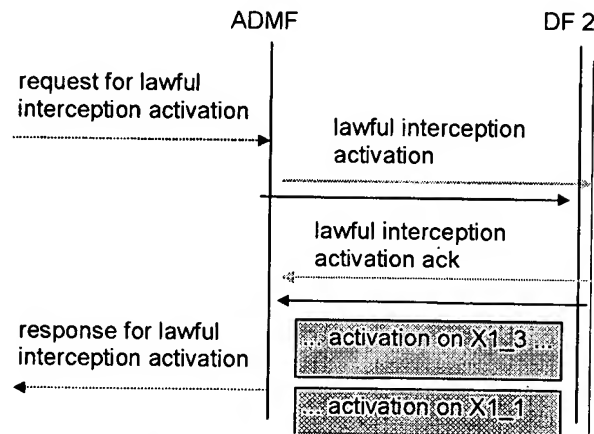 ADMF
DF 2
request for lawful
interception activation
lawful interception
activation
lawful interception
activation ack
response for lawful
interception activation
... activation on X1_3 ...
... activation on X1_1